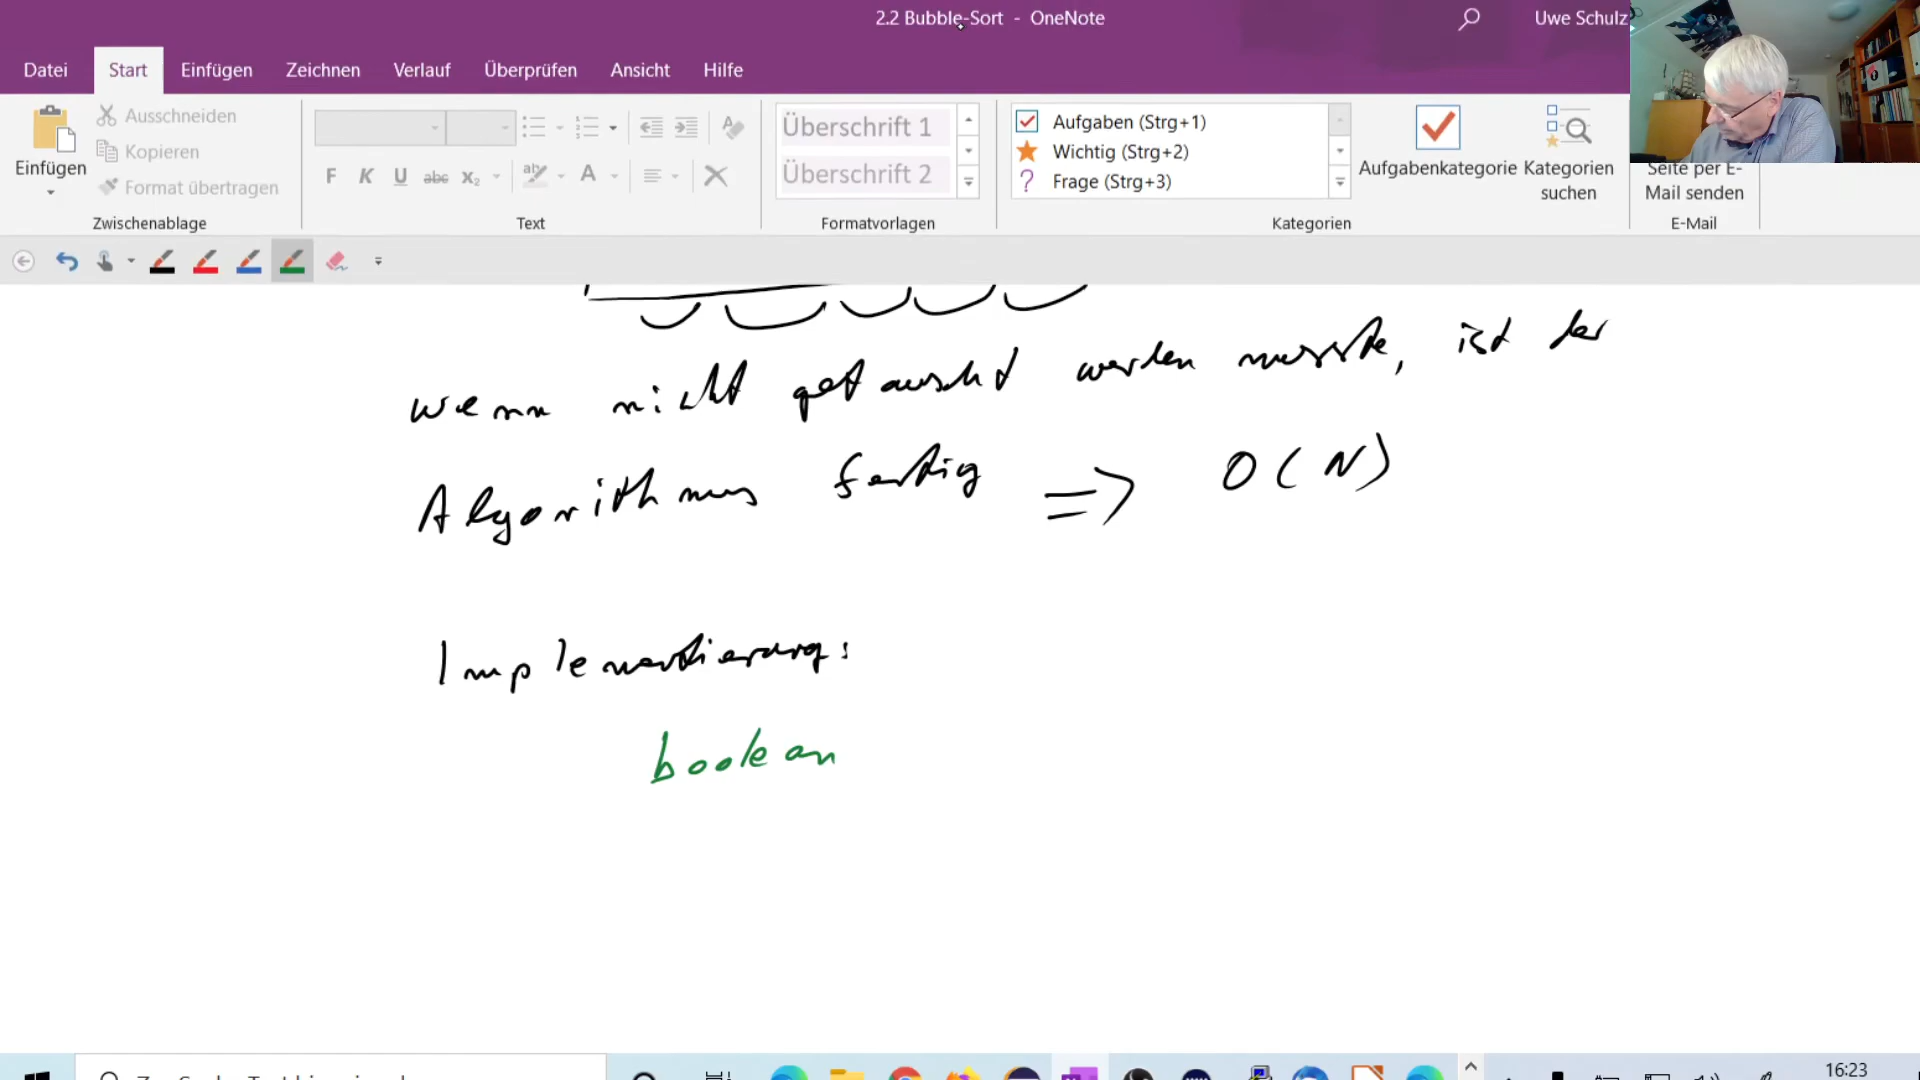 2.2 Bubble-Sort - OneNote
Uwe Schulz
Datei Start Einfügen Zeichnen Verlauf Überprüfen Ansicht Hilfe
Einfügen
Ausschneiden
Kopieren
Format übertragen
Zwischenablage
F K U abc x₂ A
Text
Überschrift 1
Überschrift 2
Formatvorlagen
Aufgaben (Strg+1)
Wichtig (Strg+2)
Frage (Strg+3)
Aufgabenkategorie
Kategorien suchen
Kategorien
Seite per E-
Mail senden
E-Mail
wenn nicht getauscht werden musste, ist der
Algorithmus fertig => O(N)
Implementierung:
boolean
16:23